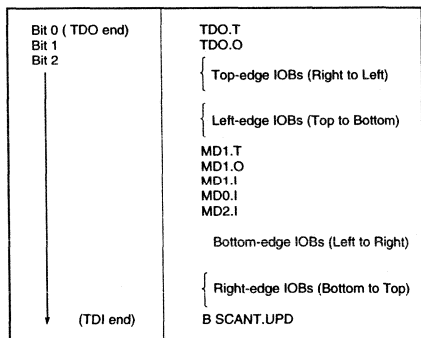 Bit 0 ( TDO end) TDO.T
Bit 1 TDO.O
Bit 2
Top-edge IOBs (Right to Left)
Left-edge IOBs (Top to Bottom)
MD1.T
MD1.O
MD1.I
MD0.I
MD2.I
Bottom-edge IOBs (Left to Right)
Right-edge IOBs (Bottom to Top)
(TDI end) B SCANT.UPD